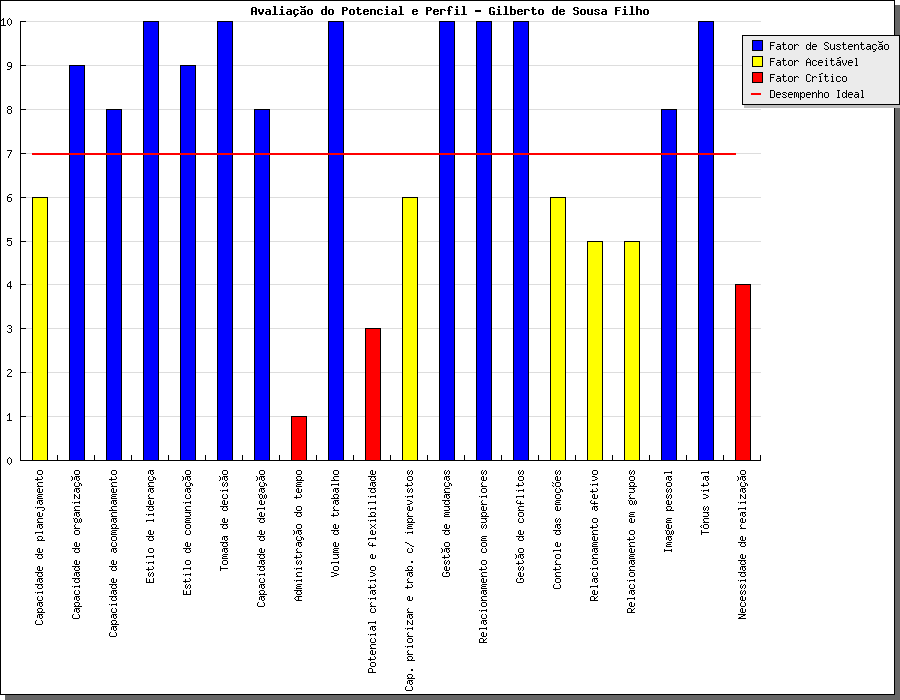 Avaliação do Potencial e Perfil - Gilberto de Sousa Filho
10
9
8
7
6
5
4
3
2
1
0
Fator de Sustentação
Fator Aceitável
Fator Crítico
Desempenho Ideal
Capacidade de planejamento
Capacidade de organização
Capacidade de acompanhamento
Estilo de liderança
Estilo de comunicação
Tomada de decisão
Capacidade de delegação
Administração do tempo
Volume de trabalho
Potencial criativo e flexibilidade
Cap. priorizar e trab. c/ imprevistos
Gestão de mudanças
Relacionamento com superiores
Gestão de conflitos
Controle das emoções
Relacionamento afetivo
Relacionamento em grupos
Imagem pessoal
Tônus vital
Necessidade de realização